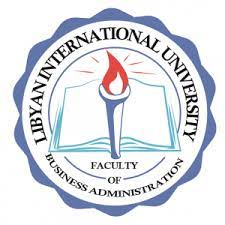 LIBYAN INTERNATIONAL UNIVERSITY
FACULTY
OF
BUSINESS ADMINISTRATION